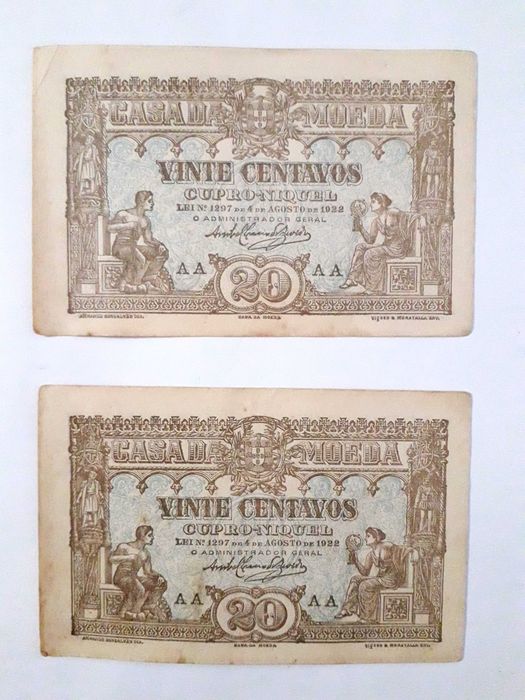 CASA DA MOEDA
VINTE CENTAVOS
CUPRO-NIQUEL
LEI Nº 1297 DE 4 DE AGOSTO DE 1922
O ADMINISTRADOR GERAL
AA AA
20
CASA DA MOEDA
CASA DA MOEDA
VINTE CENTAVOS
CUPRO-NIQUEL
LEI Nº 1297 DE 4 DE AGOSTO DE 1922
O ADMINISTRADOR GERAL
AA AA
20
CASA DA MOEDA